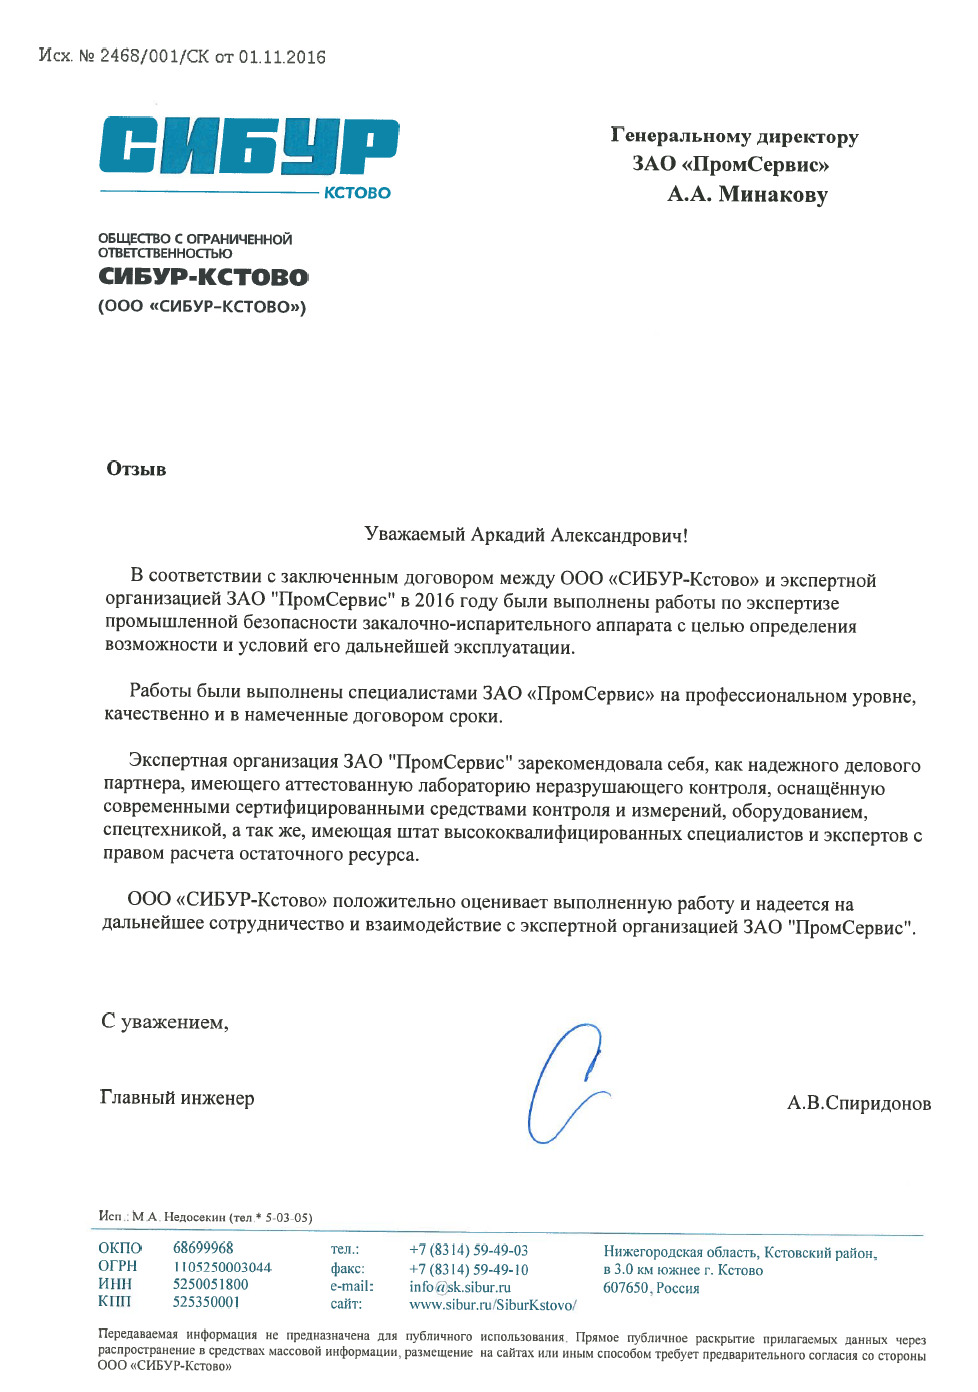 Исх. № 2468/001/СК от 01.11.2016
СИБУР
КСТОВО
Генеральному директору
ЗАО «ПромСервис»
А.А. Минакову
ОБЩЕСТВО С ОГРАНИЧЕННОЙ
ОТВЕТСТВЕННОСТЬЮ
СИБУР-КСТОВО
(ООО «СИБУР-КСТОВО»)
Отзыв
Уважаемый Аркадий Александрович!
В соответствии с заключенным договором между ООО «СИБУР-Кстово» и экспертной
организацией ЗАО "ПромСервис" в 2016 году были выполнены работы по экспертизе
промышленной безопасности закалочно-испарительного аппарата с целью определения
возможности и условий его дальнейшей эксплуатации.
Работы были выполнены специалистами ЗАО «ПромСервис» на профессиональном уровне,
качественно и в намеченные договором сроки.
Экспертная организация ЗАО "ПромСервис" зарекомендовала себя, как надежного делового
партнера, имеющего аттестованную лабораторию неразрушающего контроля, оснащённую
современными сертифицированными средствами контроля и измерений, оборудованием,
спецтехникой, а так же, имеющая штат высококвалифицированных специалистов и экспертов с
правом расчета остаточного ресурса.
ООО «СИБУР-Кстово» положительно оценивает выполненную работу и надеется на
дальнейшее сотрудничество и взаимодействие с экспертной организацией ЗАО "ПромСервис".
С уважением,
Главный инженер
А.В.Спиридонов
Исп.: М.А. Недосекин (тел.* 5-03-05)
ОКПО 68699968
ОГРН 1105250003044
ИНН 5250051800
КПП 525350001
тел.: +7 (8314) 59-49-03
факс: +7 (8314) 59-49-10
e-mail: info@sk.sibur.ru
сайт: www.sibur.ru/SiburKstovo/
Нижегородская область, Кстовский район,
в 3.0 км южнее г. Кстово
607650, Россия
Передаваемая информация не предназначена для публичного использования. Прямое публичное раскрытие прилагаемых данных через
распространение в средствах массовой информации, размещение на сайтах или иным способом требует предварительного согласия со стороны
ООО «СИБУР-Кстово»